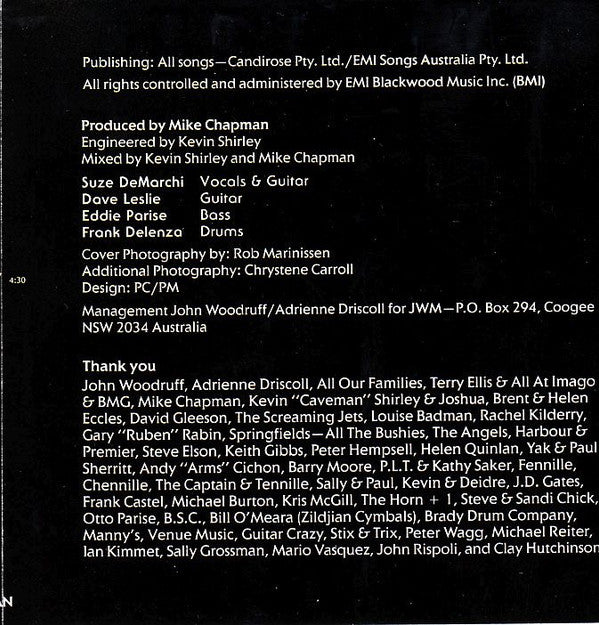 Publishing: All songs—Candirose Pty. Ltd./EMI Songs Australia Pty. Ltd.
All rights controlled and administered by EMI Blackwood Music Inc. (BMI)
Produced by Mike Chapman
Engineered by Kevin Shirley
Mixed by Kevin Shirley and Mike Chapman
Suze DeMarchi Vocals & Guitar
Dave Leslie Guitar
Eddie Parise Bass
Frank Delenza Drums
Cover Photography by: Rob Marinissen
Additional Photography: Chrystene Carroll
4:30
Design: PC/PM
Management John Woodruff/Adrienne Driscoll for JWM—P.O. Box 294, Coogee
NSW 2034 Australia
Thank you
John Woodruff, Adrienne Driscoll, All Our Families, Terry Ellis & All At Imago
& BMG, Mike Chapman, Kevin "Caveman" Shirley & Joshua, Brent & Helen
Eccles, David Gleeson, The Screaming Jets, Louise Badman, Rachel Kilderry,
Gary "Ruben" Rabin, Springfields—All The Bushies, The Angels, Harbour &
Premier, Steve Elson, Keith Gibbs, Peter Hempsell, Helen Quinlan, Yak & Paul
Sherritt, Andy "Arms" Cichon, Barry Moore, P.L.T. & Kathy Saker, Fennille,
Chennille, The Captain & Tennille, Sally & Paul, Kevin & Deidre, J.D. Gates,
Frank Castel, Michael Burton, Kris McGill, The Horn + 1, Steve & Sandi Chick,
Otto Parise, B.S.C., Bill O'Meara (Zildjian Cymbals), Brady Drum Company,
Manny's, Venue Music, Guitar Crazy, Stix & Trix, Peter Wagg, Michael Reiter,
Ian Kimmet, Sally Grossman, Mario Vasquez, John Rispoli, and Clay Hutchinson